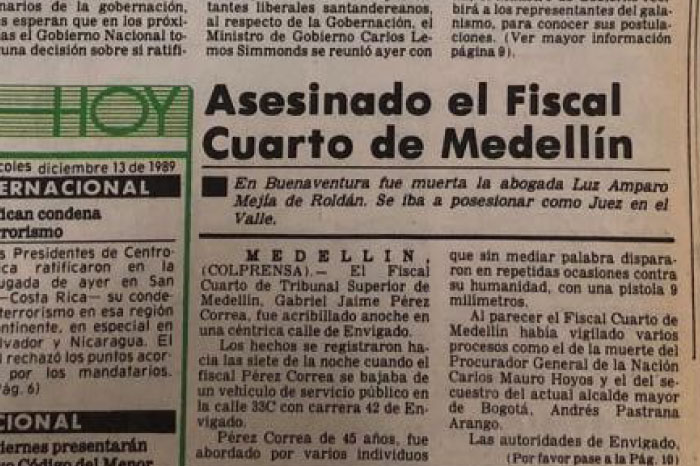 narios de la gobernación,
as esperan que en los próxi-
as el Gobierno Nacional to-
una decisión sobre si ratifi-
tantes liberales santandereanos,
al respecto de la Gobernación, el
Ministro de Gobierno Carlos Le-
mos Simmonds se reunió ayer con
birá a los representantes del gala-
nismo, para conocer sus postula-
ciones. (Ver mayor información
página 9).
HOY
coles diciembre 13 de 1989
ERNACIONAL
fican condena
rrorismo
s Presidentes de Centro-
ica ratificaron en la
ugada de ayer en San
—Costa Rica— su conde-
terrorismo en esa región
ontinente, en especial en
lvador y Nicaragua. El
l rechazó los puntos acor-
por los mandatarios.
Pág. 6)
CIONAL
iernes presentarán
vo Código del Menor
Asesinado el Fiscal
Cuarto de Medellín
En Buenaventura fue muerta la abogada Luz Amparo
Mejía de Roldán. Se iba a posesionar como Juez en el
Valle.
MEDELLIN,
(COLPRENSA).— El Fiscal
Cuarto de Tribunal Superior de
Medellín, Gabriel Jaime Pérez
Correa, fue acribillado anoche en
una céntrica calle de Envigado.
Los hechos se registraron ha-
cia las siete de la noche cuando el
fiscal Pérez Correa se bajaba de
un vehículo de servicio público en
la calle 33C con carrera 42 de En-
vigado.
Pérez Correa de 45 años, fue
abordado por varios individuos
que sin mediar palabra dispara-
ron en repetidas ocasiones contra
su humanidad, con una pistola 9
milímetros.
Al parecer el Fiscal Cuarto de
Medellín había vigilado varios
procesos como el de la muerte del
Procurador General de la Nación
Carlos Mauro Hoyos y el del se-
cuestro del actual alcalde mayor
de Bogotá, Andrés Pastrana
Arango.
Las autoridades de Envigado,
(Por favor pase a la Pág. 10)